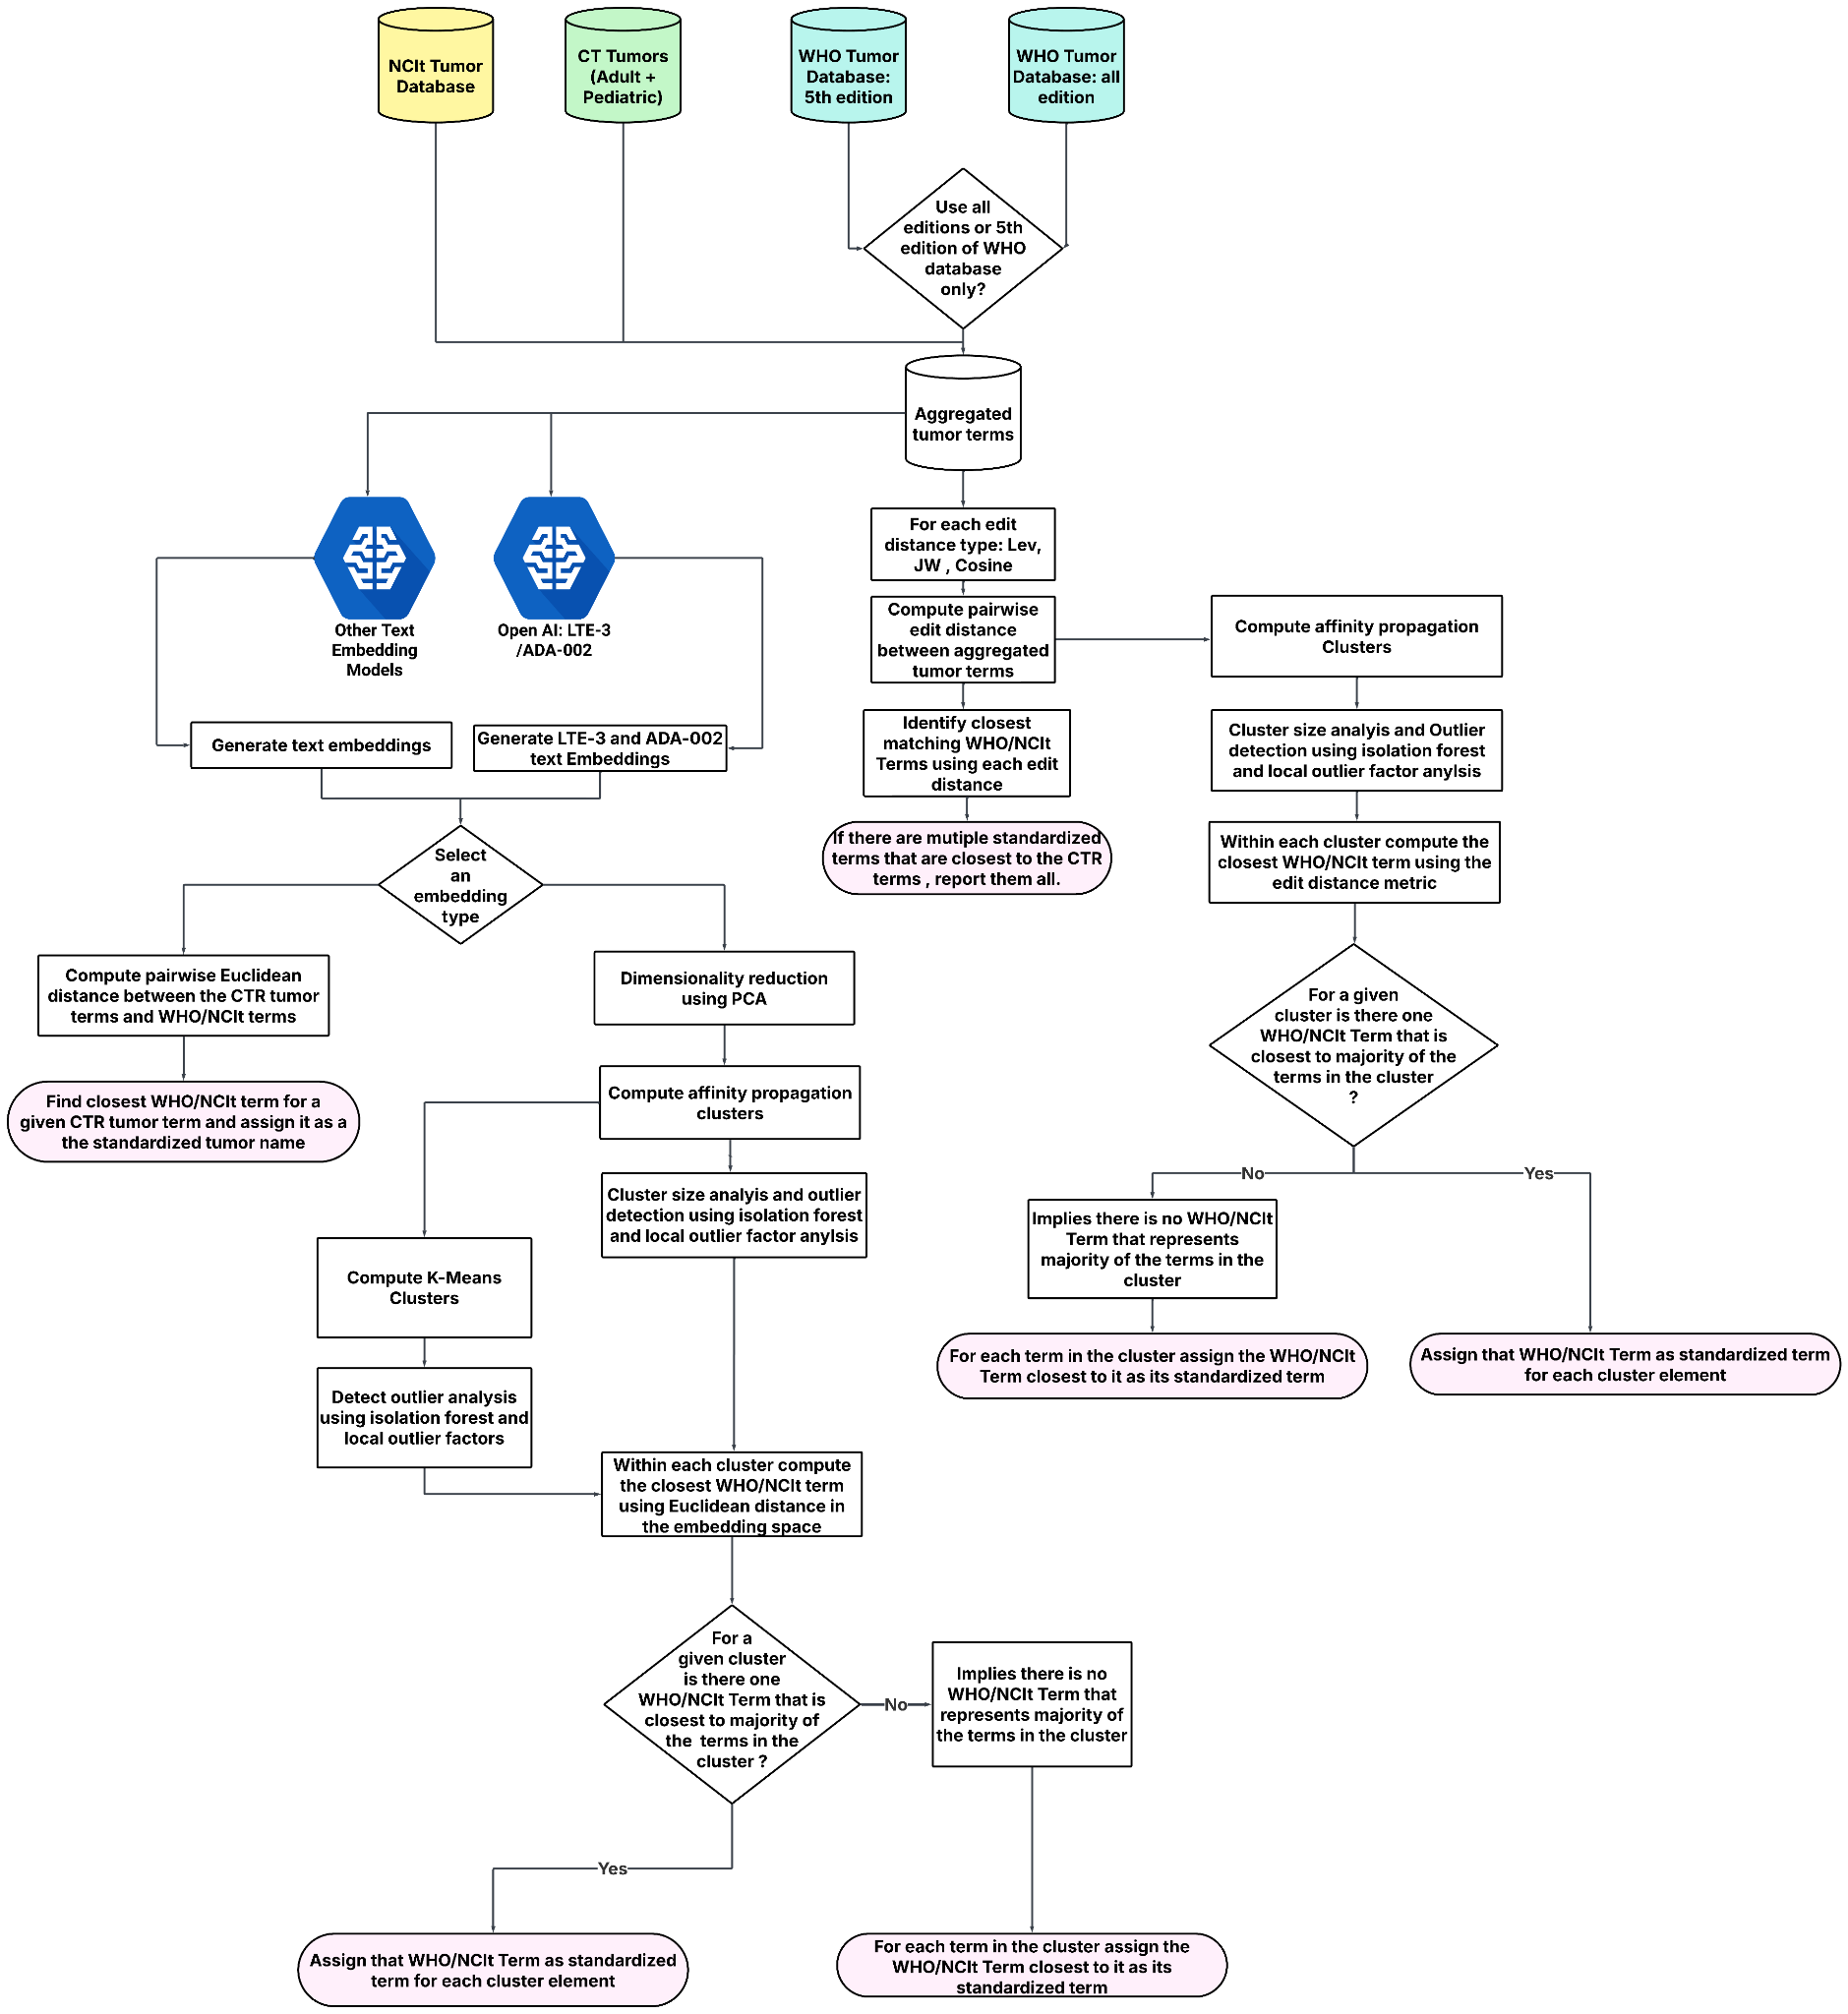 NCIt Tumor
Database
CT Tumors
(Adult +
Pediatric)
WHO Tumor
Database:
5th edition
WHO Tumor
Database: all
edition
Use all
editions or 5th
edition of WHO
database
only?
Aggregated
tumor terms
Other Text
Embedding
Models
Open AI: LTE-3
/ADA-002
For each edit
distance type: Lev,
JW , Cosine
Compute pairwise
edit distance
between aggregated
tumor terms
Compute affinity propagation
Clusters
Generate text embeddings
Generate LTE-3 and ADA-002
text Embeddings
Identify closest
matching WHO/NCIt
Terms using each edit
distance
Cluster size analyis and Outlier
detection using isolation forest
and local outlier factor anylsis
If there are mutiple standardized
terms that are closest to the CTR
terms , report them all.
Within each cluster compute the
closest WHO/NCIt term using the
edit distance metric
Select
an
embedding
type
Compute pairwise Euclidean
distance between the CTR tumor
terms and WHO/NCIt terms
Dimensionality reduction
using PCA
For a given
cluster is there one
WHO/NCIt Term that is
closest to majority of the
terms in the cluster
?
Find closest WHO/NCIt term for a
given CTR tumor term and assign it as a
the standardized tumor name
Compute affinity propagation
clusters
No
Yes
Cluster size analyis and outlier
detection using isolation forest
and local outlier factor anylsis
Implies there is no WHO/NCIt
Term that represents
majority of the terms in the
cluster
Compute K-Means
Clusters
For each term in the cluster assign the WHO/NCIt
Term closest to it as its standardized term
Assign that WHO/NCIt Term as standardized term
for each cluster element
Detect outlier analysis
using isolation forest and
local outlier factors
Within each cluster compute
the closest WHO/NCIt term
using Euclidean distance in
the embedding space
For a
given cluster
is there one
WHO/NCIt Term that is
closest to majority of
the terms in the
cluster ?
No
Implies there is no
WHO/NCIt Term that
represents majority of
the terms in the cluster
Yes
Assign that WHO/NCIt Term as standardized
term for each cluster element
For each term in the cluster assign the
WHO/NCIt Term closest to it as its
standardized term